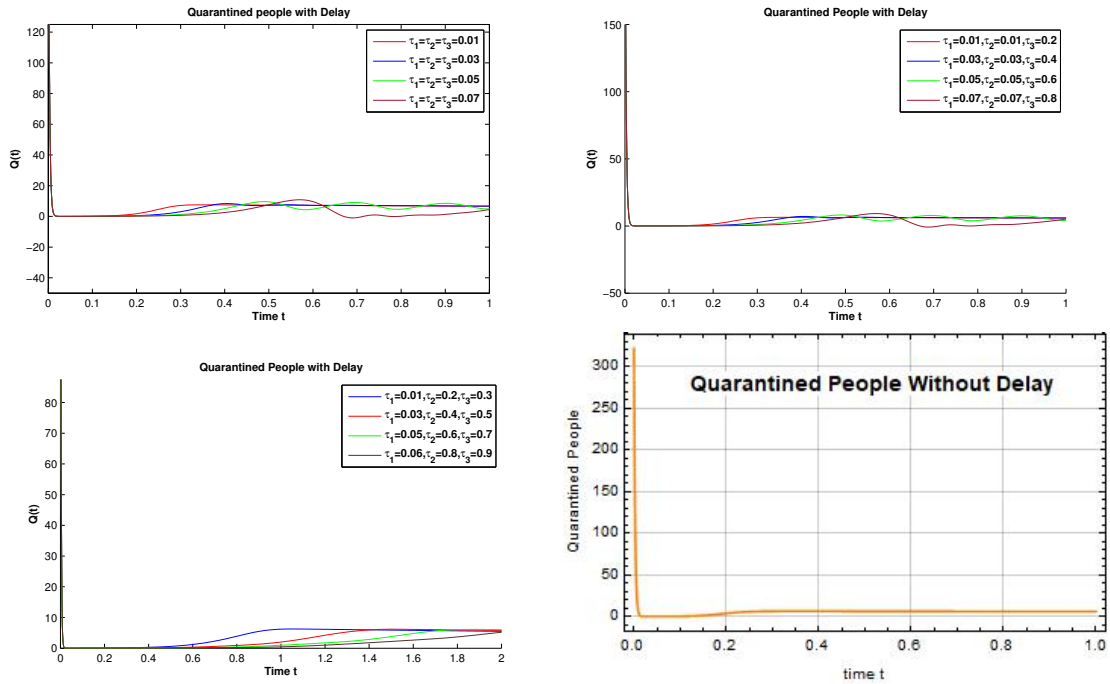 Quarantined people with Delay
120
100
80
60
40
20
0
−20
−40
Q(t)
τ1=τ2=τ3=0.01
τ1=τ2=τ3=0.03
τ1=τ2=τ3=0.05
τ1=τ2=τ3=0.07
0 0.1 0.2 0.3 0.4 0.5 0.6 0.7 0.8 0.9 1
Time t
Quarantined People with Delay
150
100
50
0
−50
Q(t)
τ1=0.01,τ2=0.01,τ3=0.2
τ1=0.03,τ2=0.03,τ3=0.4
τ1=0.05,τ2=0.05,τ3=0.6
τ1=0.07,τ2=0.07,τ3=0.8
0 0.1 0.2 0.3 0.4 0.5 0.6 0.7 0.8 0.9 1
Time t
Quarantined People with Delay
80
70
60
50
40
30
20
10
0
Q(t)
τ1=0.01,τ2=0.2,τ3=0.3
τ1=0.03,τ2=0.4,τ3=0.5
τ1=0.05,τ2=0.6,τ3=0.7
τ1=0.06,τ2=0.8,τ3=0.9
0 0.2 0.4 0.6 0.8 1 1.2 1.4 1.6 1.8 2
Time t
Quarantined People Without Delay
300
250
200
150
100
50
0
Quarantined People
0.0 0.2 0.4 0.6 0.8 1.0
time t